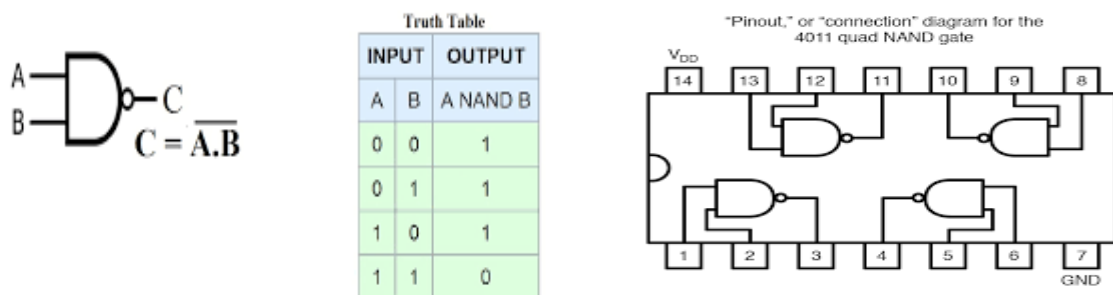 A
B
C
C = A.B
Truth Table
INPUT OUTPUT
A B A NAND B
0 0 1
0 1 1
1 0 1
1 1 0
"Pinout," or "connection" diagram for the
4011 quad NAND gate
VDD
14 13 12 11 10 9 8
1 2 3 4 5 6 7
GND